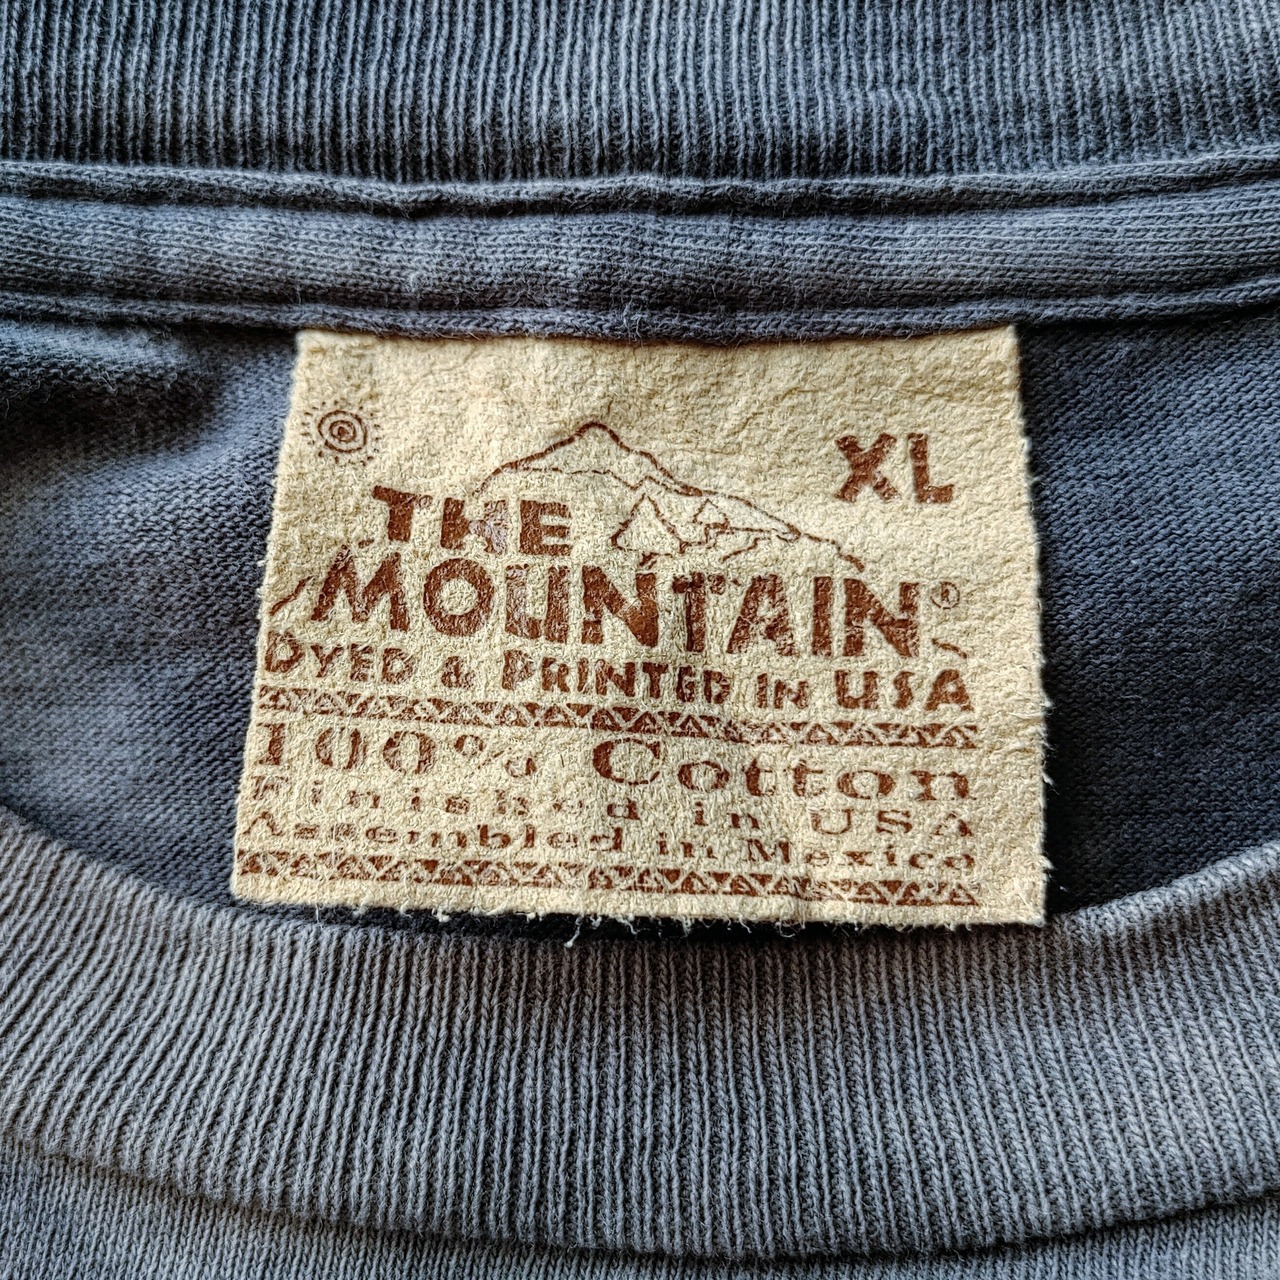 XL
THE
MOUNTAIN®
DYED & PRINTED IN USA
100% Cotton
Finished in USA
Assembled in Mexico